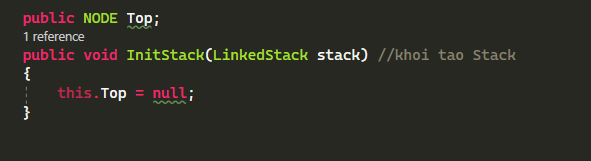 public NODE Top;
1 reference
public void InitStack(LinkedStack stack) //khoi tao Stack
{
this.Top = null;
}